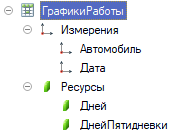 ГрафикиРаботы
Измерения
Автомобиль
Дата
Ресурсы
Дней
ДнейПятидневки